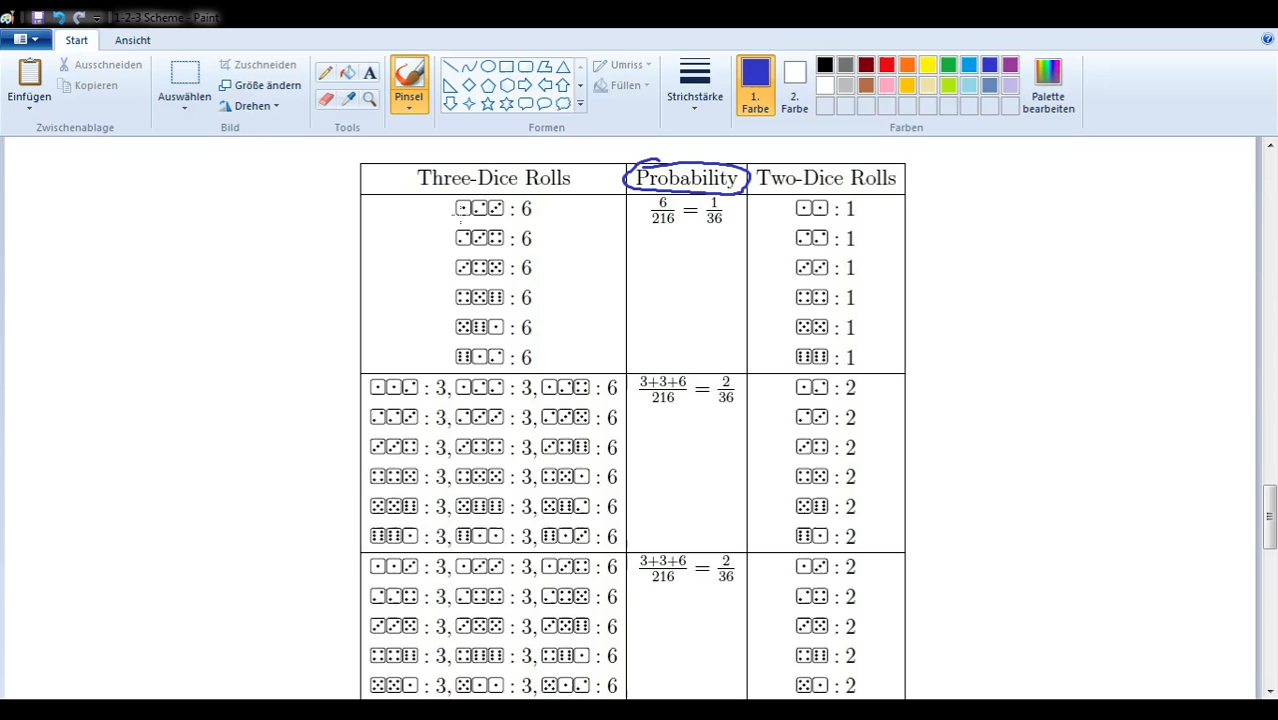 1-2-3 Scheme - Paint
Start Ansicht
Einfügen
Ausschneiden
Kopieren
Zwischenablage
Auswählen
Zuschneiden
Größe ändern
Drehen
Bild
A
Tools
Pinsel
Umriss
Füllen
Formen
Strichstärke
1. Farbe
2. Farbe
Palette bearbeiten
Farben
Three-Dice Rolls Probability Two-Dice Rolls
⚀⚁⚂ : 6 6/216 = 1/36 ⚀⚀ : 1
⚁⚂⚃ : 6 ⚁⚁ : 1
⚂⚃⚄ : 6 ⚂⚂ : 1
⚃⚄⚅ : 6 ⚃⚃ : 1
⚄⚅⚀ : 6 ⚄⚄ : 1
⚅⚀⚁ : 6 ⚅⚅ : 1
⚀⚀⚁ : 3, ⚀⚁⚁ : 3, ⚀⚁⚃ : 6 3+3+6/216 = 2/36 ⚀⚁ : 2
⚁⚁⚂ : 3, ⚁⚂⚂ : 3, ⚁⚂⚄ : 6 ⚁⚂ : 2
⚂⚂⚃ : 3, ⚂⚃⚃ : 3, ⚂⚃⚅ : 6 ⚂⚃ : 2
⚃⚃⚄ : 3, ⚃⚄⚄ : 3, ⚃⚄⚀ : 6 ⚃⚄ : 2
⚄⚄⚅ : 3, ⚄⚅⚅ : 3, ⚄⚅⚁ : 6 ⚄⚅ : 2
⚅⚅⚀ : 3, ⚅⚀⚀ : 3, ⚅⚀⚂ : 6 ⚅⚀ : 2
⚀⚀⚂ : 3, ⚀⚂⚂ : 3, ⚀⚂⚃ : 6 3+3+6/216 = 2/36 ⚀⚂ : 2
⚁⚁⚃ : 3, ⚁⚃⚃ : 3, ⚁⚃⚄ : 6 ⚁⚃ : 2
⚂⚂⚄ : 3, ⚂⚄⚄ : 3, ⚂⚄⚅ : 6 ⚂⚄ : 2
⚃⚃⚅ : 3, ⚃⚅⚅ : 3, ⚃⚅⚀ : 6 ⚃⚅ : 2
⚄⚄⚀ : 3, ⚄⚀⚀ : 3, ⚄⚀⚁ : 6 ⚄⚀ : 2